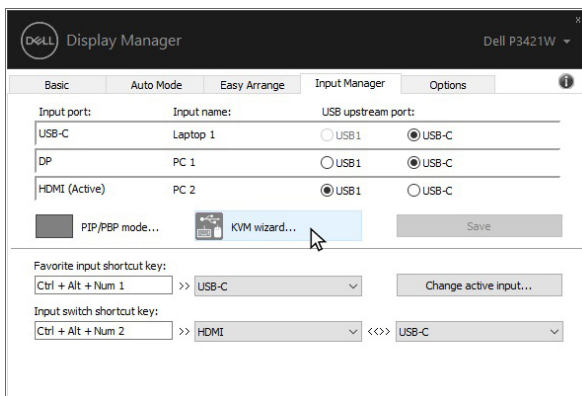 DELL Display Manager Dell P3421W
x
Basic Auto Mode Easy Arrange Input Manager Options
Input port: Input name: USB upstream port:
USB-C Laptop 1 USB1 USB-C
DP PC 1 USB1 USB-C
HDMI (Active) PC 2 USB1 USB-C
PIP/PBP mode... KVM wizard... Save
Favorite input shortcut key:
Ctrl + Alt + Num 1 >> USB-C Change active input...
Input switch shortcut key:
Ctrl + Alt + Num 2 >> HDMI <<>> USB-C